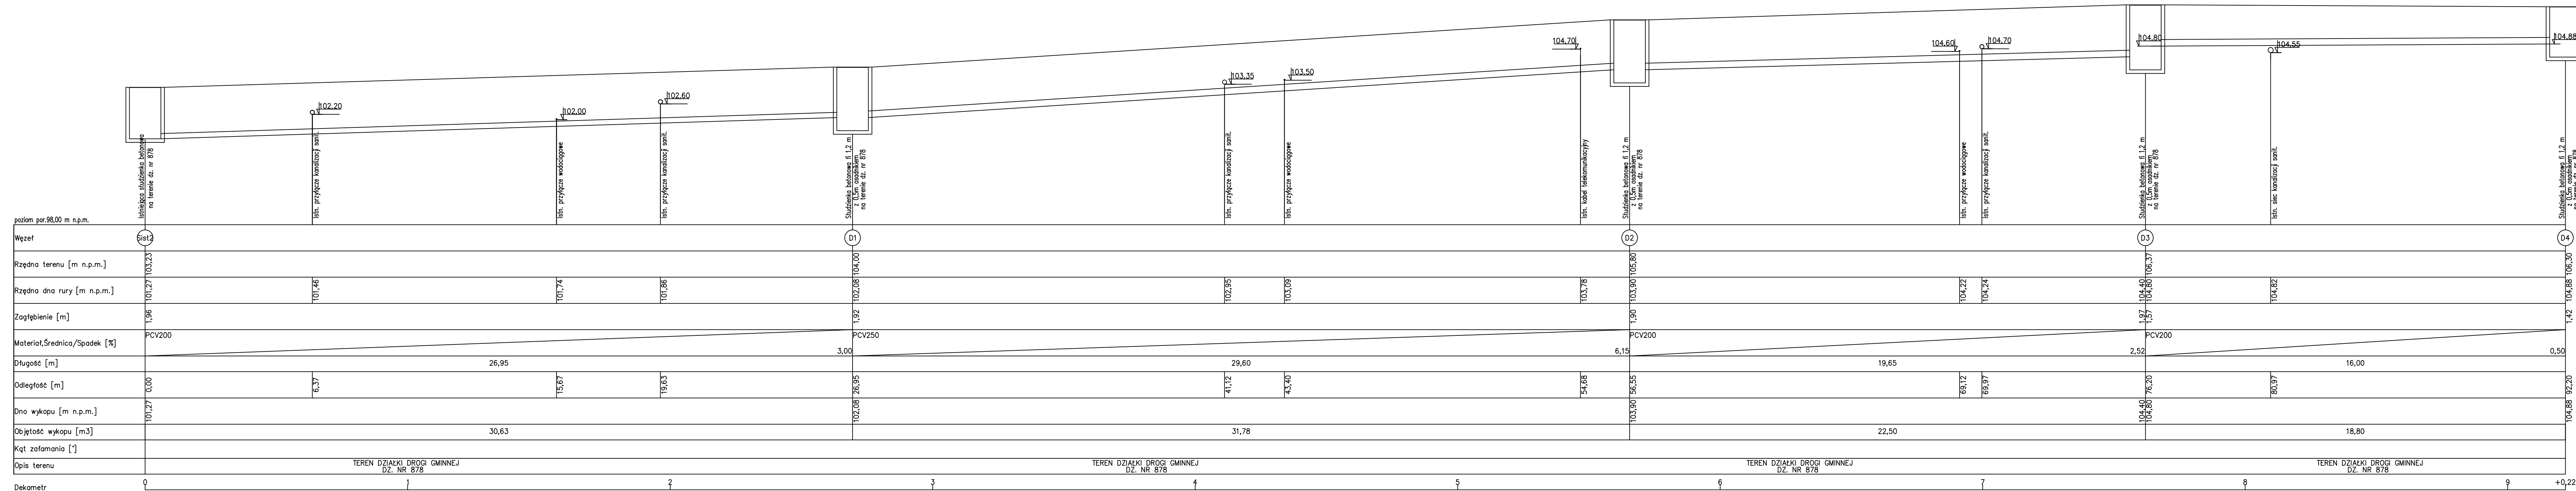 102,20
102,00
102,60
103,35
103,50
104,70
104,60
104,70
104,80
104,55
104,88
Istniejąca studzienka betonowa
na terenie dz. nr 878
Istn. przyłącze kanalizacji sanit.
Istn. przyłącze wodociągowe
Istn. przyłącze kanalizacji sanit.
Studzienka betonowa fi 1,2 m
z 0,5m osadnikiem
na terenie dz. nr 878
Istn. przyłącze kanalizacji sanit.
Istn. przyłącze wodociągowe
Istn. kabel telekomunikacyjny
Studzienka betonowa fi 1,2 m
z 0,5m osadnikiem
na terenie dz. nr 878
Istn. przyłącze wodociągowe
Istn. przyłącze kanalizacji sanit.
Studzienka betonowa fi 1,2 m
z 0,5m osadnikiem
na terenie dz. nr 878
Istn. siec kanalizacji sanit.
Studzienka betonowa fi 1,2 m
z 0,5m osadnikiem
na terenie dz. nr 878
poziom por.98,00 m n.p.m.
Węzeł Sist2 D1 D2 D3 D4
Rzędna terenu [m n.p.m.] 103,23 104,00 105,80 106,37 106,30
Rzędna dna rury [m n.p.m.] 101,27 101,46 101,74 101,86 102,08 102,95 103,09 103,78 103,90 104,22 104,24 104,40 104,80 104,82 104,88
Zagłębienie [m] 1,96 1,92 1,90 1,97 1,57 1,42
Materiał,Średnica/Spadek [%] PCV200 3,00 PCV250 6,15 PCV200 2,52 PCV200 0,50
Długość [m] 26,95 29,60 19,65 16,00
Odległość [m] 0,00 6,37 15,67 19,63 26,95 41,12 43,40 54,68 56,55 69,12 69,97 76,20 80,97 92,20
Dno wykopu [m n.p.m.] 101,27 102,08 103,90 104,40 104,80 104,88
Objętość wykopu [m3] 30,63 31,78 22,50 18,80
Kąt załamania [°]
Opis terenu
TEREN DZIAŁKI DROGI GMINNEJ
DZ. NR 878
TEREN DZIAŁKI DROGI GMINNEJ
DZ. NR 878
TEREN DZIAŁKI DROGI GMINNEJ
DZ. NR 878
TEREN DZIAŁKI DROGI GMINNEJ
DZ. NR 878
Dekametr 0 1 2 3 4 5 6 7 8 9 +0,22